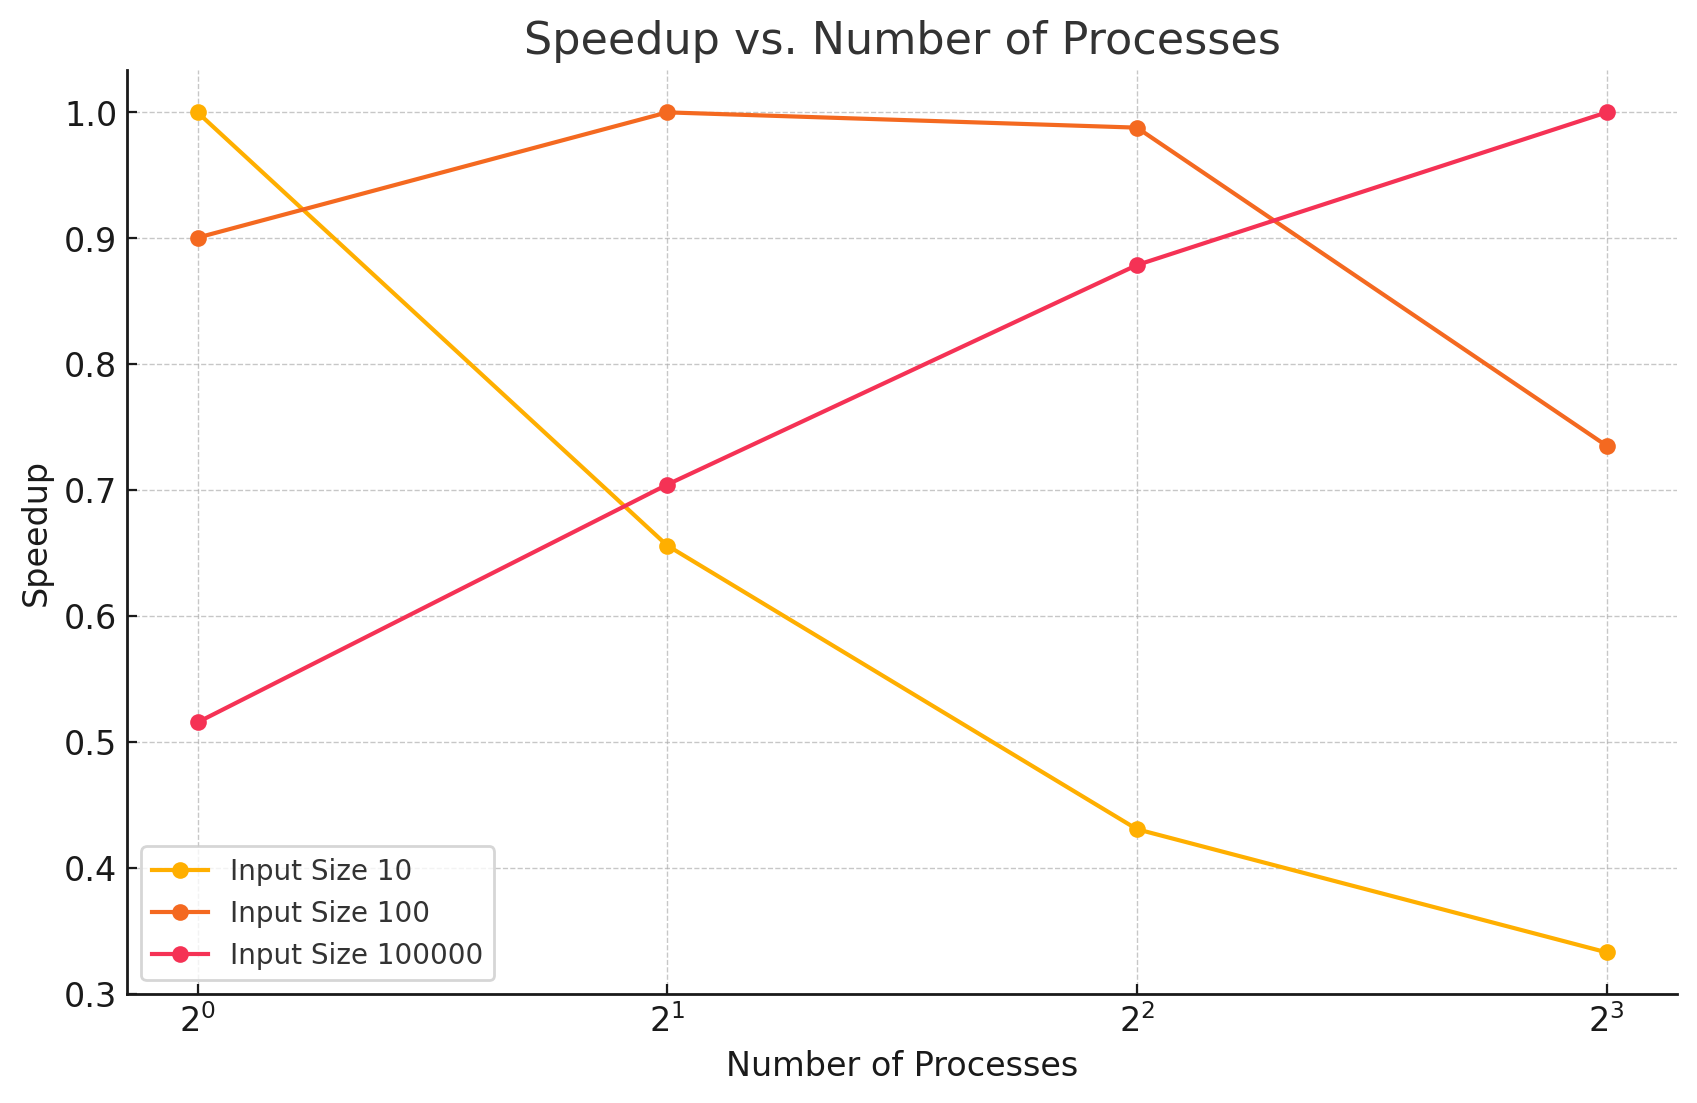 Speedup vs. Number of Processes
Speedup
1.0
0.9
0.8
0.7
0.6
0.5
0.4
0.3
Input Size 10
Input Size 100
Input Size 100000
2⁰ 2¹ 2² 2³
Number of Processes